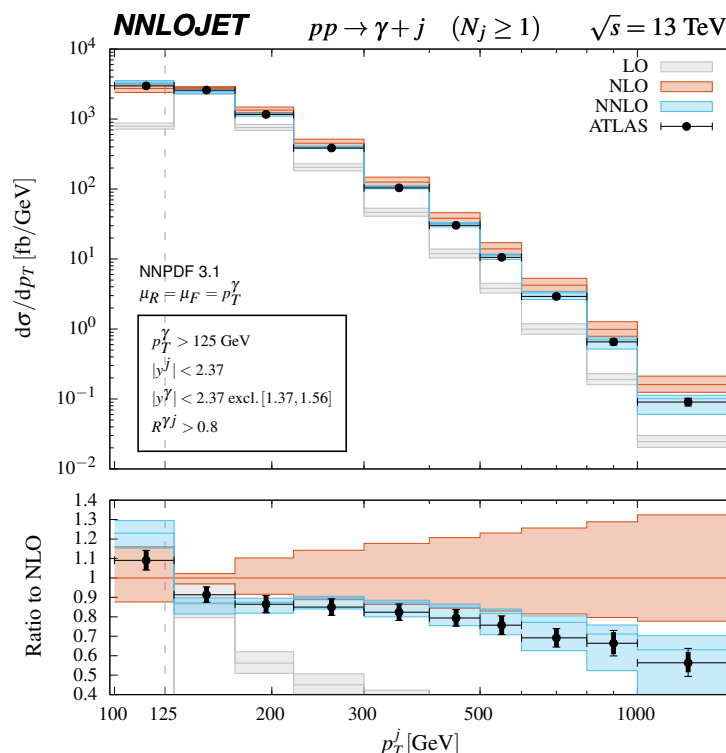 NNLOJET pp → γ + j (N_j ≥ 1) √s = 13 TeV
LO
NLO
NNLO
ATLAS
dσ/dp_T [fb/GeV]
10^4
10^3
10^2
10^1
10^0
10^−1
10^−2
NNPDF 3.1
μ_R = μ_F = p_T^γ
p_T^γ > 125 GeV
|y^j| < 2.37
|y^γ| < 2.37 excl. [1.37, 1.56]
R^γj > 0.8
Ratio to NLO
1.4
1.3
1.2
1.1
1
0.9
0.8
0.7
0.6
0.5
0.4
100 125 200 300 500 1000
p_T^j [GeV]